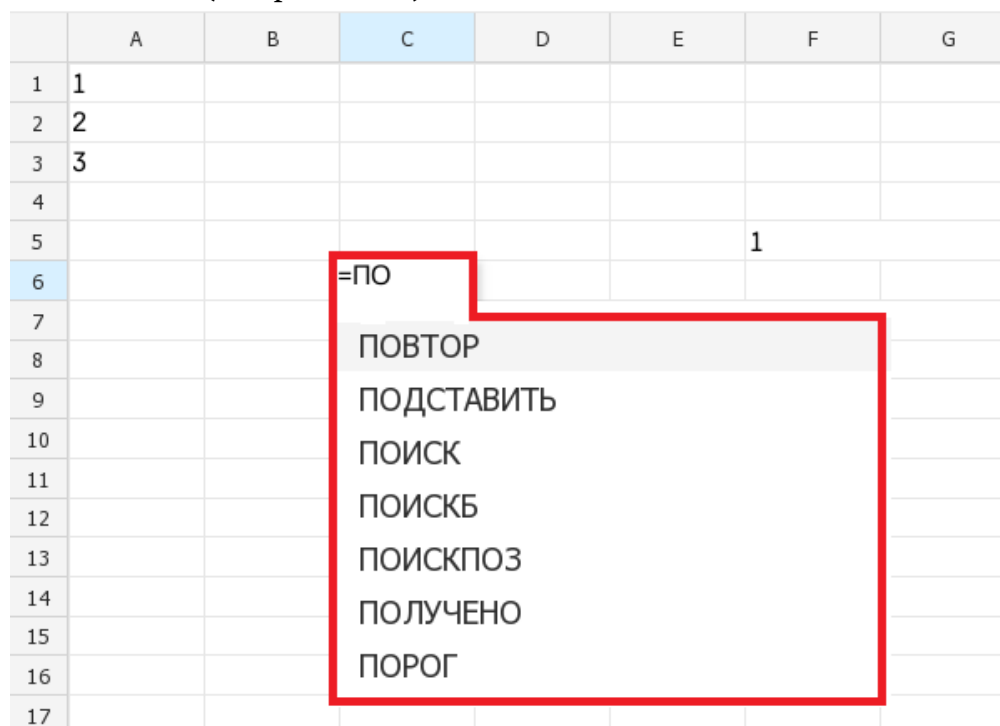 A B C D E F G
1 1
2 2
3 3
4
5 1
6 =ПО
7
8 ПОВТОР
9 ПОДСТАВИТЬ
10 ПОИСК
11
12 ПОИСКБ
13 ПОИСКПОЗ
14 ПОЛУЧЕНО
15
16 ПОРОГ
17